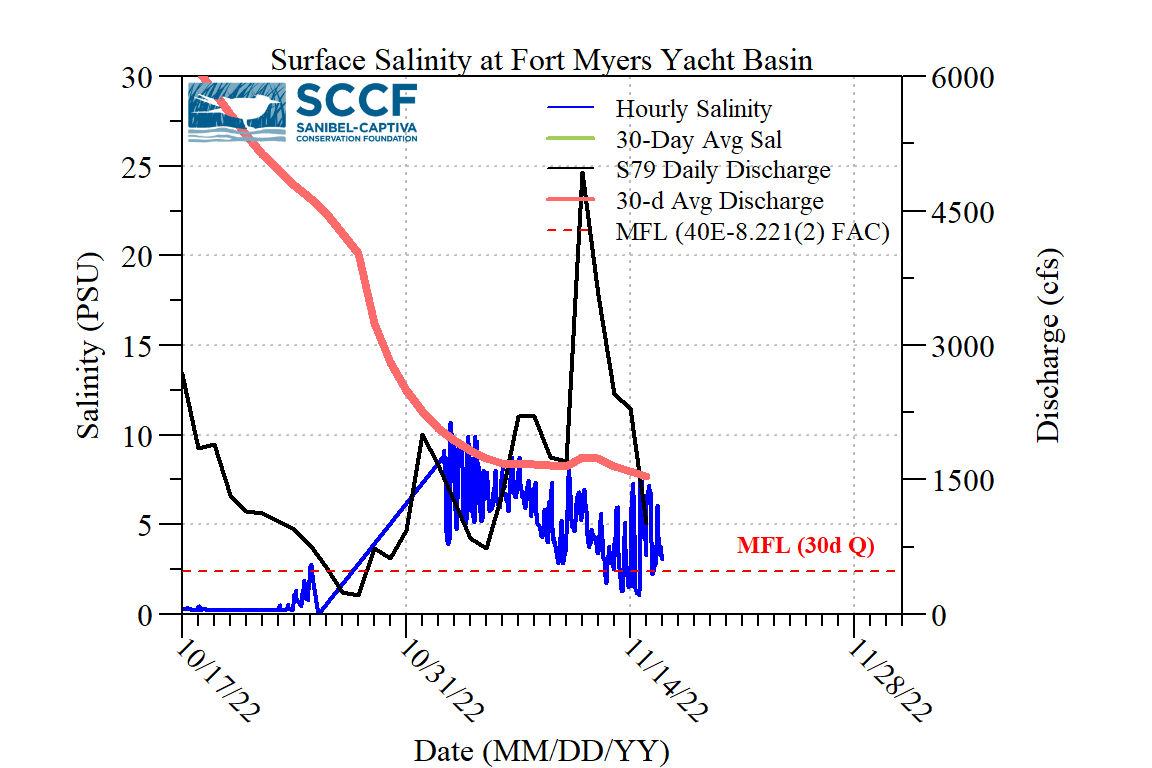 Surface Salinity at Fort Myers Yacht Basin
SCCF
SANIBEL-CAPTIVA
CONSERVATION FOUNDATION
Hourly Salinity
30-Day Avg Sal
S79 Daily Discharge
30-d Avg Discharge
MFL (40E-8.221(2) FAC)
30
25
20
15
10
5
0
Salinity (PSU)
6000
4500
3000
1500
0
Discharge (cfs)
MFL (30d Q)
10/17/22
10/31/22
11/14/22
11/28/22
Date (MM/DD/YY)